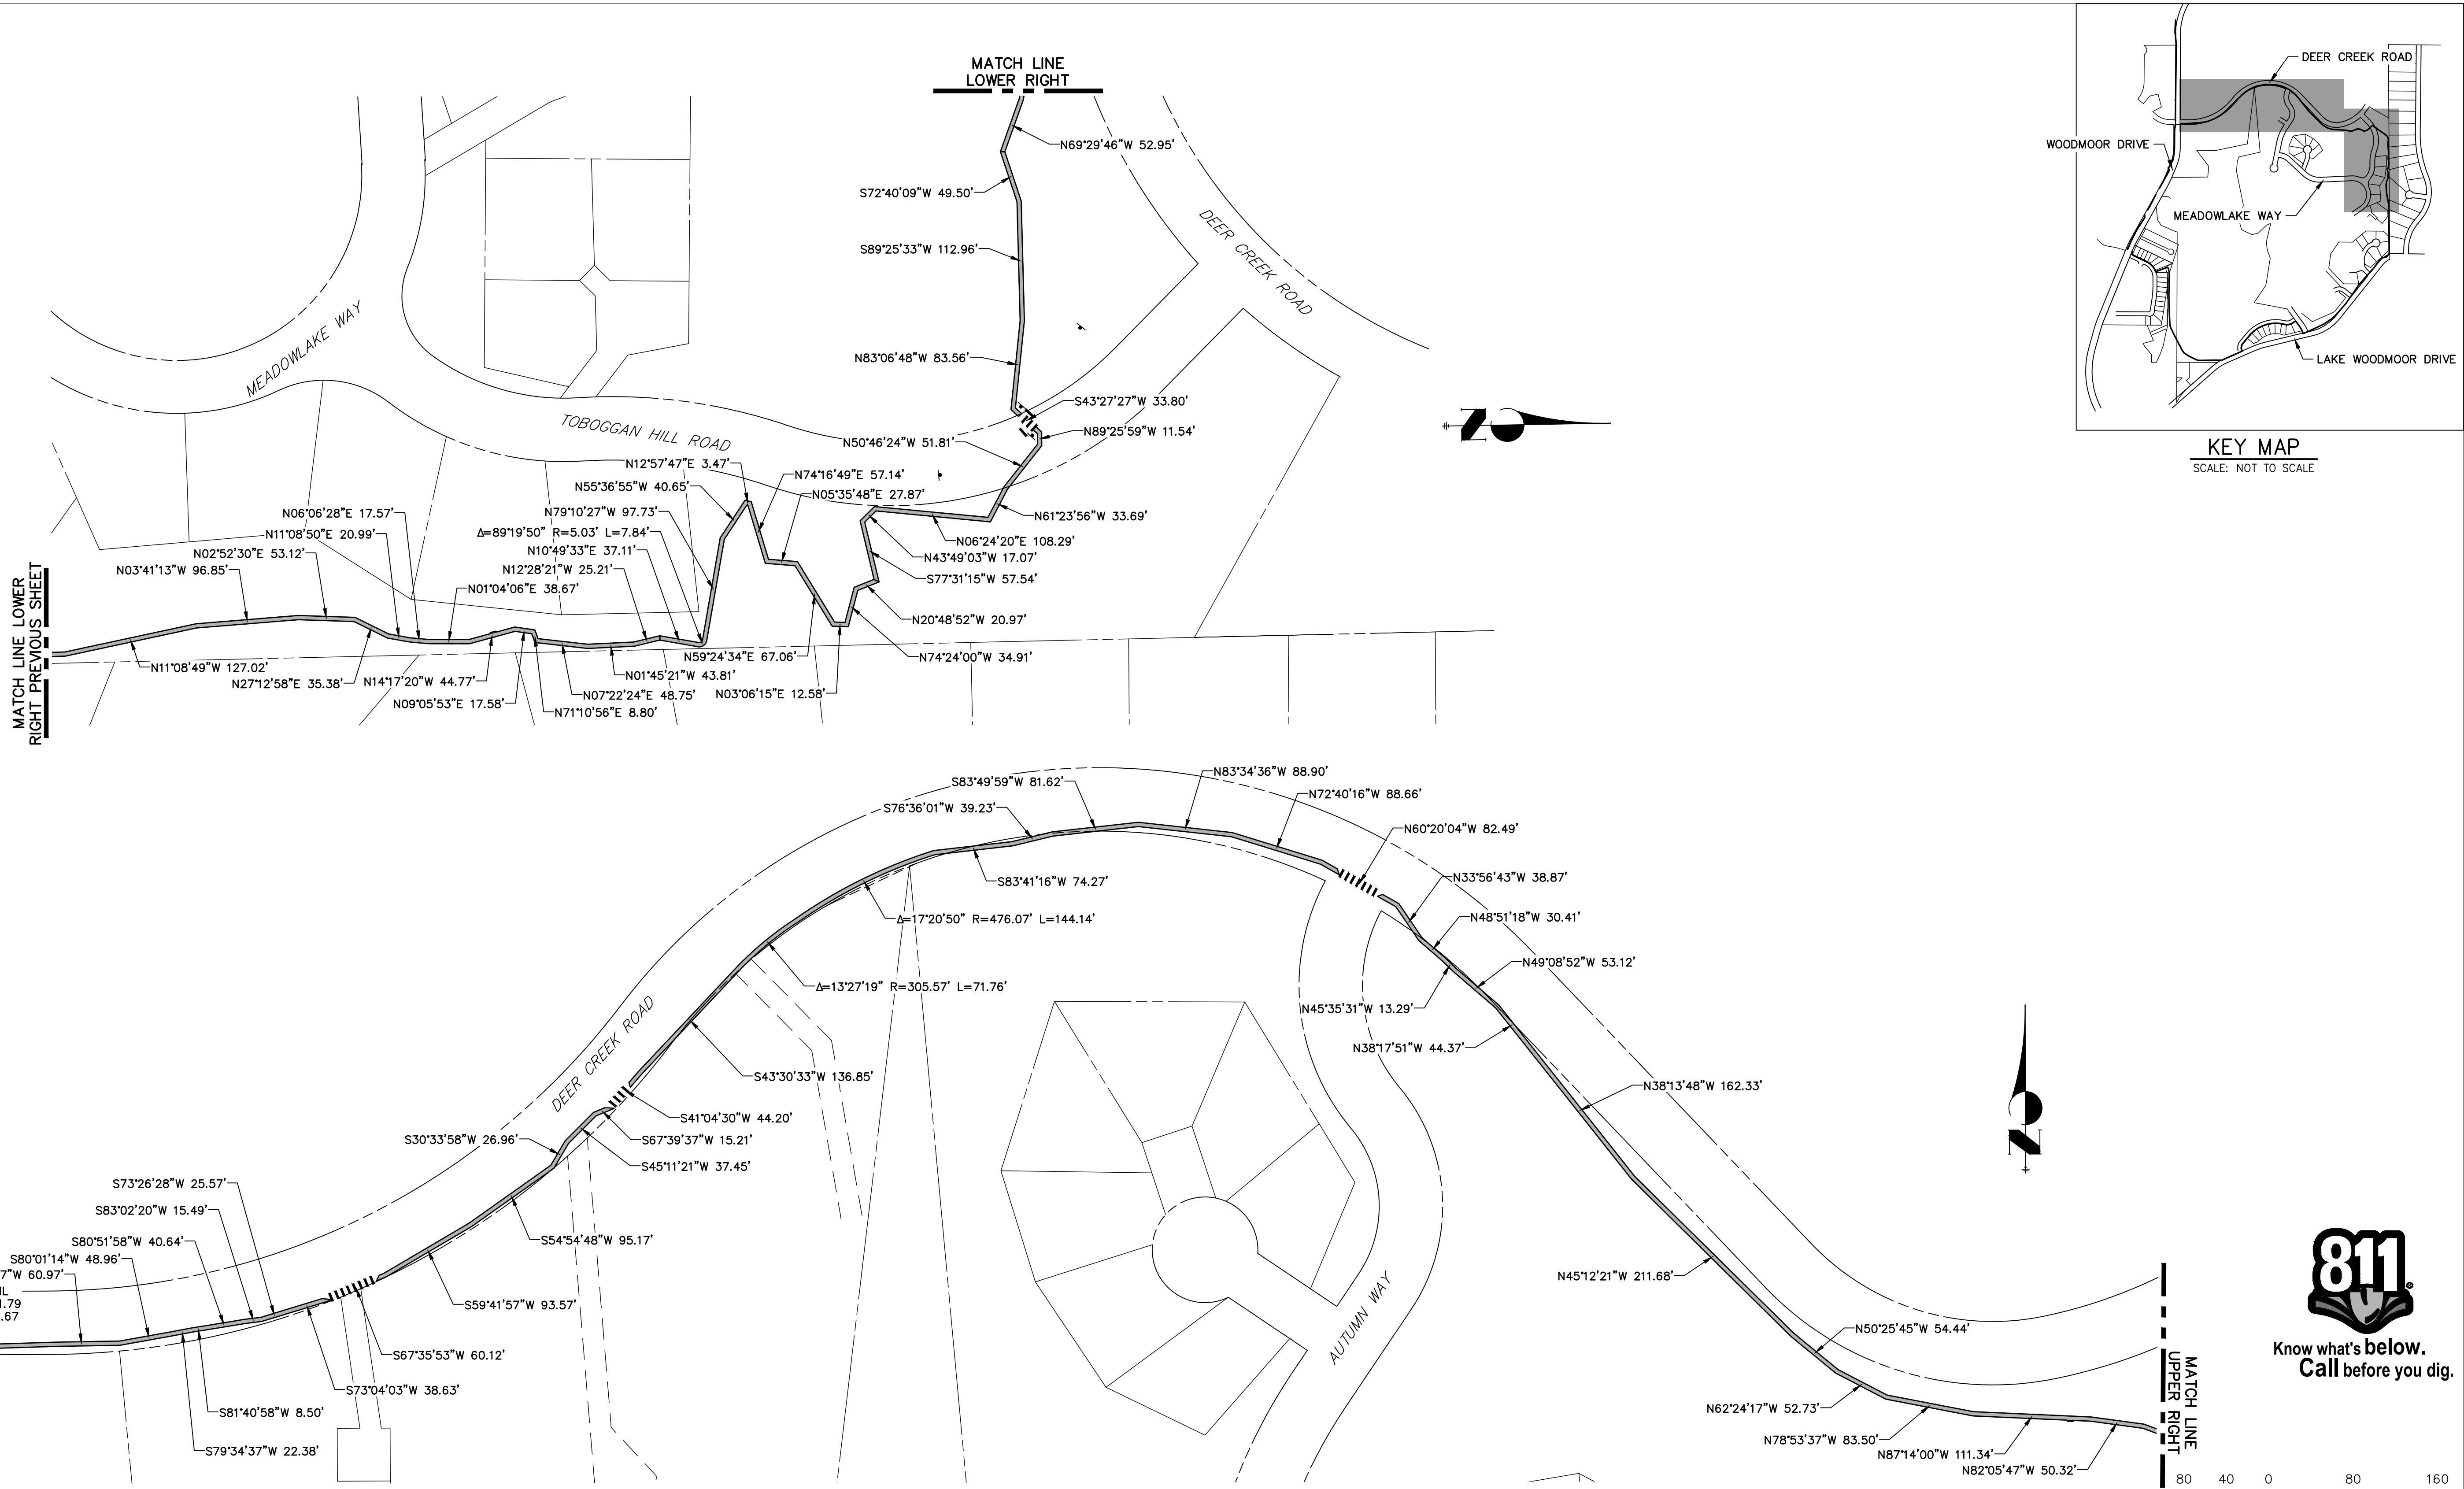 MATCH LINE
LOWER RIGHT
N69°29'46"W 52.95'
S72°40'09"W 49.50'
S89°25'33"W 112.96'
N83°06'48"W 83.56'
S43°27'27"W 33.80'
N89°25'59"W 11.54'
N50°46'24"W 51.81'
N61°23'56"W 33.69'
N06°24'20"E 108.29'
N43°49'03"W 17.07'
S77°31'15"W 57.54'
N20°48'52"W 20.97'
N74°24'00"W 34.91'
N03°06'15"E 12.58'
N59°24'34"E 67.06'
N05°35'48"E 27.87'
N74°16'49"E 57.14'
N12°57'47"E 3.47'
N55°36'55"W 40.65'
N79°10'27"W 97.73'
Δ=89°19'50" R=5.03' L=7.84'
N10°49'33"E 37.11'
N12°28'21"W 25.21'
N01°45'21"W 43.81'
N07°22'24"E 48.75'
N71°10'56"E 8.80'
N09°05'53"E 17.58'
N14°17'20"W 44.77'
N01°04'06"E 38.67'
N06°06'28"E 17.57'
N11°08'50"E 20.99'
N27°12'58"E 35.38'
N02°52'30"E 53.12'
N03°41'13"W 96.85'
N11°08'49"W 127.02'
MATCH LINE LOWER
RIGHT PREVIOUS SHEET
MEADOWLAKE WAY
TOBOGGAN HILL ROAD
DEER CREEK ROAD
N
DEER CREEK ROAD
WOODMOOR DRIVE
MEADOWLAKE WAY
LAKE WOODMOOR DRIVE
KEY MAP
SCALE: NOT TO SCALE
S83°49'59"W 81.62'
N83°34'36"W 88.90'
S76°36'01"W 39.23'
N72°40'16"W 88.66'
N60°20'04"W 82.49'
S83°41'16"W 74.27'
N33°56'43"W 38.87'
Δ=17°20'50" R=476.07' L=144.14'
N48°51'18"W 30.41'
N49°08'52"W 53.12'
Δ=13°27'19" R=305.57' L=71.76'
N45°35'31"W 13.29'
N38°17'51"W 44.37'
S43°30'33"W 136.85'
N38°13'48"W 162.33'
DEER CREEK ROAD
S41°04'30"W 44.20'
S67°39'37"W 15.21'
S30°33'58"W 26.96'
S45°11'21"W 37.45'
S73°26'28"W 25.57'
S83°02'20"W 15.49'
S80°51'58"W 40.64'
S80°01'14"W 48.96'
7"W 60.97'
IL
.79
.67
S54°54'48"W 95.17'
S59°41'57"W 93.57'
S67°35'53"W 60.12'
S73°04'03"W 38.63'
S81°40'58"W 8.50'
S79°34'37"W 22.38'
AUTUMN WAY
N45°12'21"W 211.68'
N50°25'45"W 54.44'
N62°24'17"W 52.73'
N78°53'37"W 83.50'
N87°14'00"W 111.34'
N82°05'47"W 50.32'
MATCH LINE
UPPER RIGHT
N
811
®
Know what's below.
Call before you dig.
80 40 0 80 160